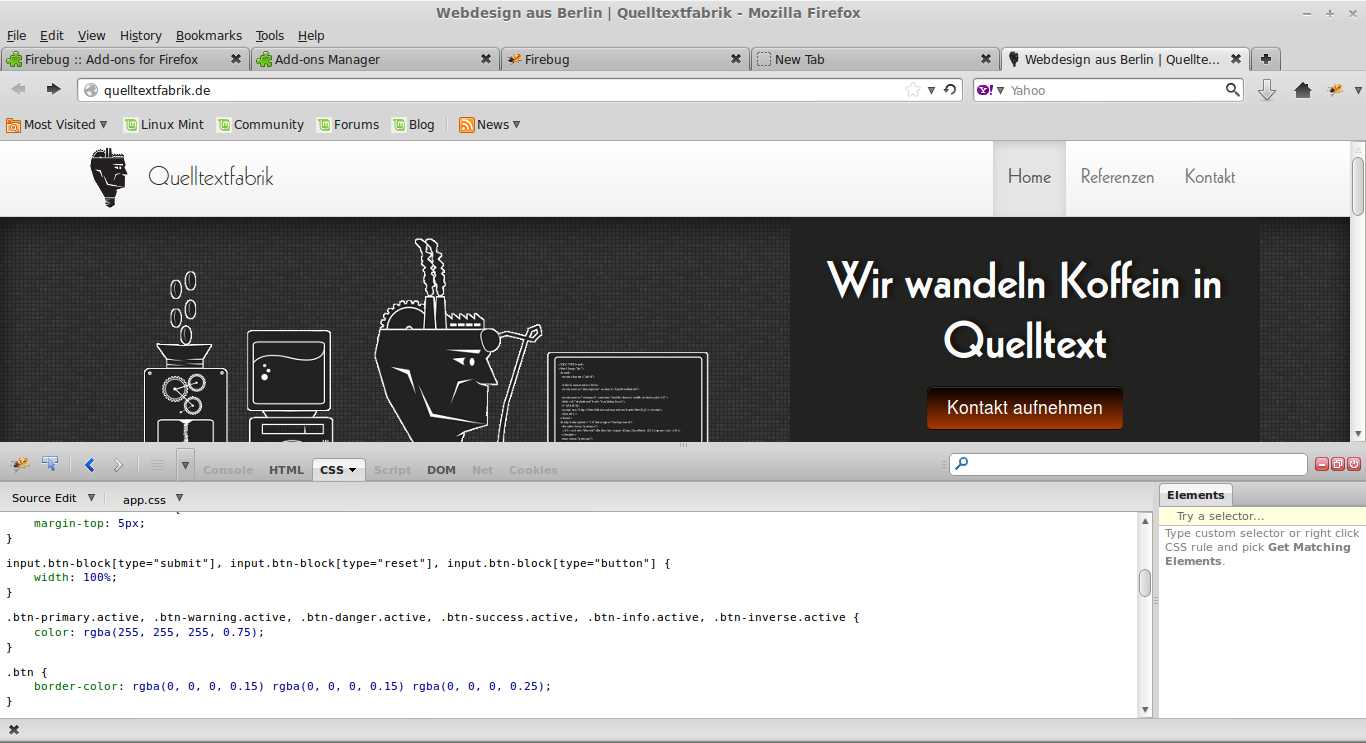 Webdesign aus Berlin | Quelltextfabrik - Mozilla Firefox
File Edit View History Bookmarks Tools Help
Firebug :: Add-ons for Firefox Add-ons Manager Firebug New Tab Webdesign aus Berlin | Quellte...
quelltextfabrik.de Yahoo
Most Visited Linux Mint Community Forums Blog News
Quelltextfabrik Home Referenzen Kontakt
Wir wandeln Koffein in
Quelltext
Kontakt aufnehmen
Console HTML CSS Script DOM Net Cookies
Source Edit app.css Elements
Try a selector...
Type custom selector or right click
CSS rule and pick Get Matching
Elements.
{
margin-top: 5px;
}
input.btn-block[type="submit"], input.btn-block[type="reset"], input.btn-block[type="button"] {
width: 100%;
}
.btn-primary.active, .btn-warning.active, .btn-danger.active, .btn-success.active, .btn-info.active, .btn-inverse.active {
color: rgba(255, 255, 255, 0.75);
}
.btn {
border-color: rgba(0, 0, 0, 0.15) rgba(0, 0, 0, 0.15) rgba(0, 0, 0, 0.25);
}